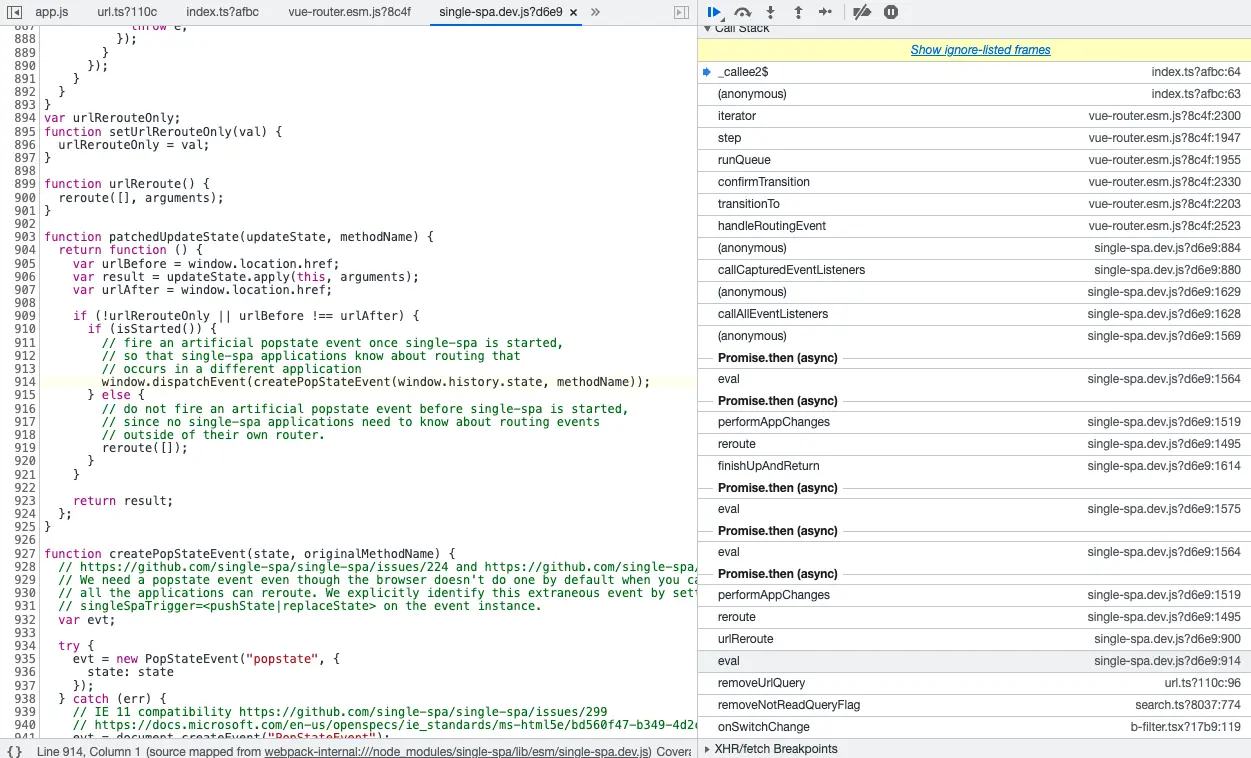 app.js url.ts?110c index.ts?afbc vue-router.esm.js?8c4f single-spa.dev.js?d6e9 × »
887 throw e;
888 });
889 }
890 });
891 }
892 }
893 }
894 var urlRerouteOnly;
895 function setUrlRerouteOnly(val) {
896 urlRerouteOnly = val;
897 }
898
899 function urlReroute() {
900 reroute([], arguments);
901 }
902
903 function patchedUpdateState(updateState, methodName) {
904 return function () {
905 var urlBefore = window.location.href;
906 var result = updateState.apply(this, arguments);
907 var urlAfter = window.location.href;
908
909 if (!urlRerouteOnly || urlBefore !== urlAfter) {
910 if (isStarted()) {
911 // fire an artificial popstate event once single-spa is started,
912 // so that single-spa applications know about routing that
913 // occurs in a different application
914 window.dispatchEvent(createPopStateEvent(window.history.state, methodName));
915 } else {
916 // do not fire an artificial popstate event before single-spa is started,
917 // since no single-spa applications need to know about routing events
918 // outside of their own router.
919 reroute([]);
920 }
921 }
922
923 return result;
924 };
925 }
926
927 function createPopStateEvent(state, originalMethodName) {
928 // https://github.com/single-spa/single-spa/issues/224 and https://github.com/single-spa/
929 // We need a popstate event even though the browser doesn't do one by default when you ca
930 // all the applications can reroute. We explicitly identify this extraneous event by sett
931 // singleSpaTrigger=<pushState|replaceState> on the event instance.
932 var evt;
933
934 try {
935 evt = new PopStateEvent("popstate", {
936 state: state
937 });
938 } catch (err) {
939 // IE 11 compatibility https://github.com/single-spa/single-spa/issues/299
940 // https://docs.microsoft.com/en-us/openspecs/ie_standards/ms-html5e/bd560f47-b349-4d2c
941 evt = document.createEvent("PopStateEvent");
{} Line 914, Column 1 (source mapped from webpack-internal:///node_modules/single-spa/lib/esm/single-spa.dev.js) Covera
Call Stack
Show ignore-listed frames
_callee2$ index.ts?afbc:64
(anonymous) index.ts?afbc:63
iterator vue-router.esm.js?8c4f:2300
step vue-router.esm.js?8c4f:1947
runQueue vue-router.esm.js?8c4f:1955
confirmTransition vue-router.esm.js?8c4f:2330
transitionTo vue-router.esm.js?8c4f:2203
handleRoutingEvent vue-router.esm.js?8c4f:2523
(anonymous) single-spa.dev.js?d6e9:884
callCapturedEventListeners single-spa.dev.js?d6e9:880
(anonymous) single-spa.dev.js?d6e9:1629
callAllEventListeners single-spa.dev.js?d6e9:1628
(anonymous) single-spa.dev.js?d6e9:1569
Promise.then (async)
eval single-spa.dev.js?d6e9:1564
Promise.then (async)
performAppChanges single-spa.dev.js?d6e9:1519
reroute single-spa.dev.js?d6e9:1495
finishUpAndReturn single-spa.dev.js?d6e9:1614
Promise.then (async)
eval single-spa.dev.js?d6e9:1575
Promise.then (async)
eval single-spa.dev.js?d6e9:1564
Promise.then (async)
performAppChanges single-spa.dev.js?d6e9:1519
reroute single-spa.dev.js?d6e9:1495
urlReroute single-spa.dev.js?d6e9:900
eval single-spa.dev.js?d6e9:914
removeUrlQuery url.ts?110c:96
removeNotReadQueryFlag search.ts?8037:774
onSwitchChange b-filter.tsx?17b9:119
XHR/fetch Breakpoints